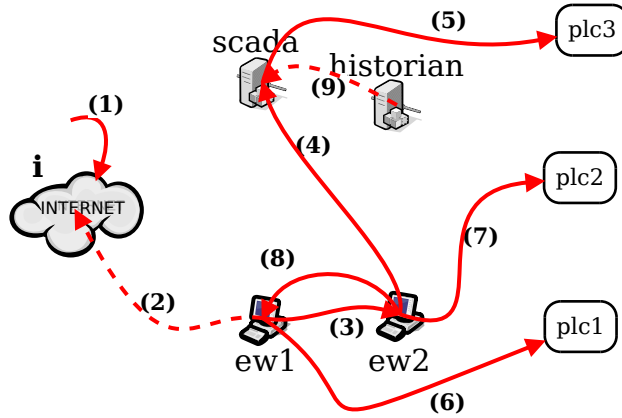 (5)
plc3
scada
historian
(9)
(1)
(4)
i
INTERNET
plc2
(7)
(8)
(2)
(3)
plc1
ew1
ew2
(6)